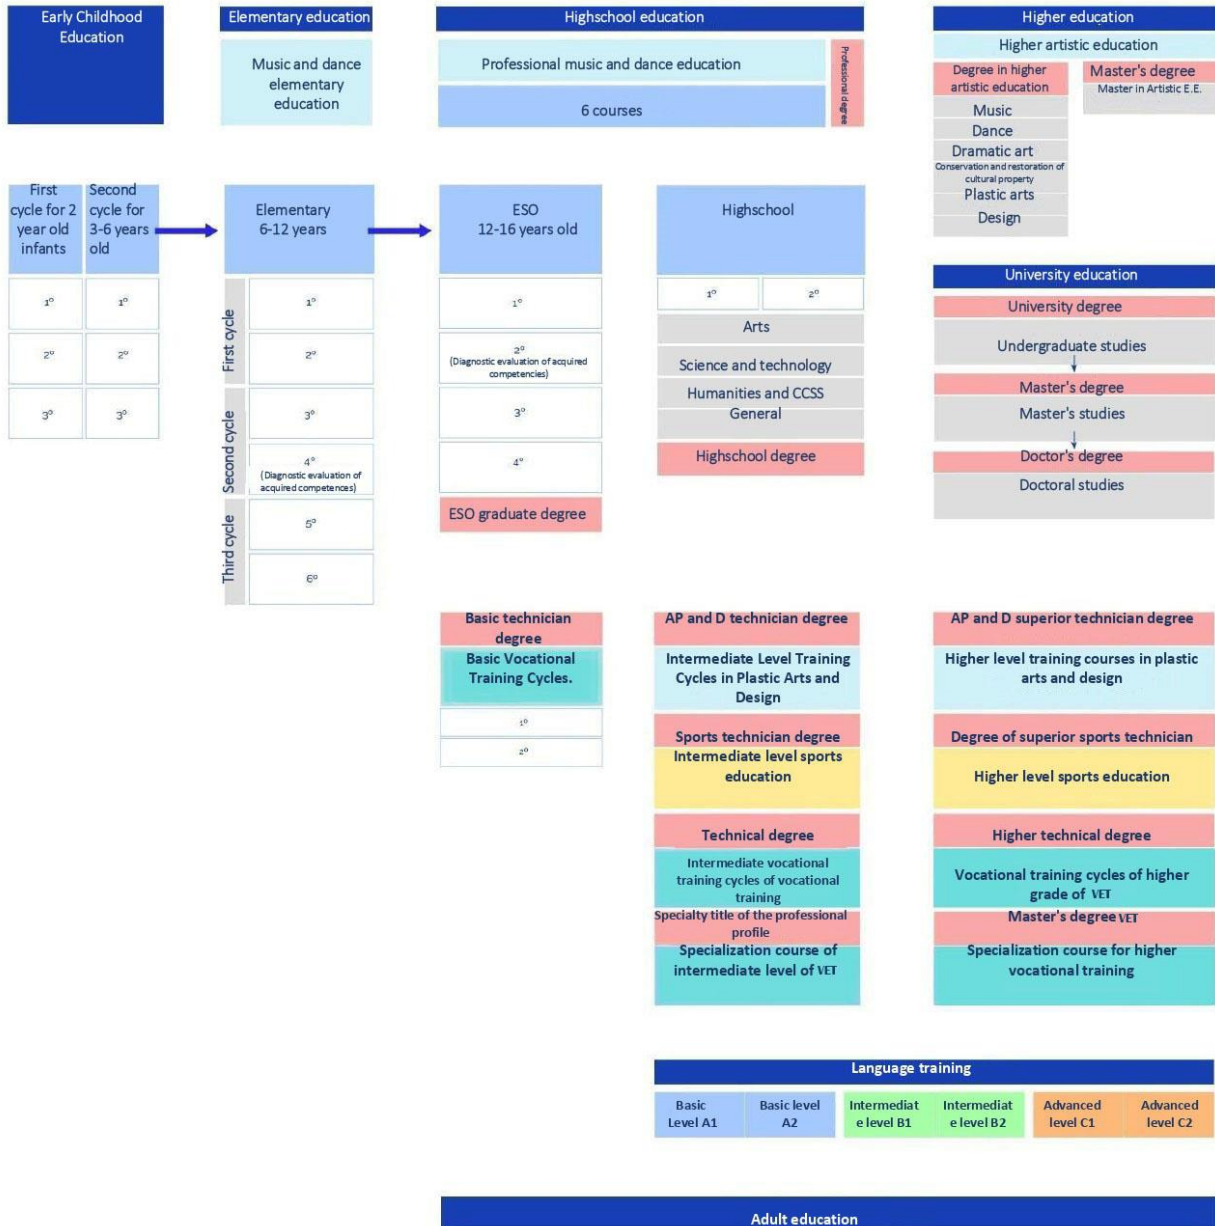 Early Childhood
Education
Elementary education
Music and dance
elementary
education
Highschool education
Professional music and dance education
6 courses
Professional degree
Higher education
Higher artistic education
Degree in higher
artistic education
Music
Dance
Dramatic art
Conservation and restoration of
cultural property
Plastic arts
Design
Master's degree
Master in Artistic E.E.
First
cycle for 2
year old
infants
1º
2º
3º
Second
cycle for
3-6 years
old
1º
2º
3º
Elementary
6-12 years
First cycle
1º
2º
Second cycle
3º
4º
(Diagnostic evaluation of
acquired competences)
Third cycle
5º
6º
ESO
12-16 years old
1º
2º
(Diagnostic evaluation of acquired
competencies)
3º
4º
ESO graduate degree
Highschool
1º
2º
Arts
Science and technology
Humanities and CCSS
General
Highschool degree
University education
University degree
Undergraduate studies
Master's degree
Master's studies
Doctor's degree
Doctoral studies
Basic technician
degree
Basic Vocational
Training Cycles.
1º
2º
AP and D technician degree
Intermediate Level Training
Cycles in Plastic Arts and
Design
Sports technician degree
Intermediate level sports
education
Technical degree
Intermediate vocational
training cycles of vocational
training
Specialty title of the professional
profile
Specialization course of
intermediate level of VET
AP and D superior technician degree
Higher level training courses in plastic
arts and design
Degree of superior sports technician
Higher level sports education
Higher technical degree
Vocational training cycles of higher
grade of VET
Master's degree VET
Specialization course for higher
vocational training
Language training
Basic
Level A1
Basic level
A2
Intermediat
e level B1
Intermediat
e level B2
Advanced
level C1
Advanced
level C2
Adult education